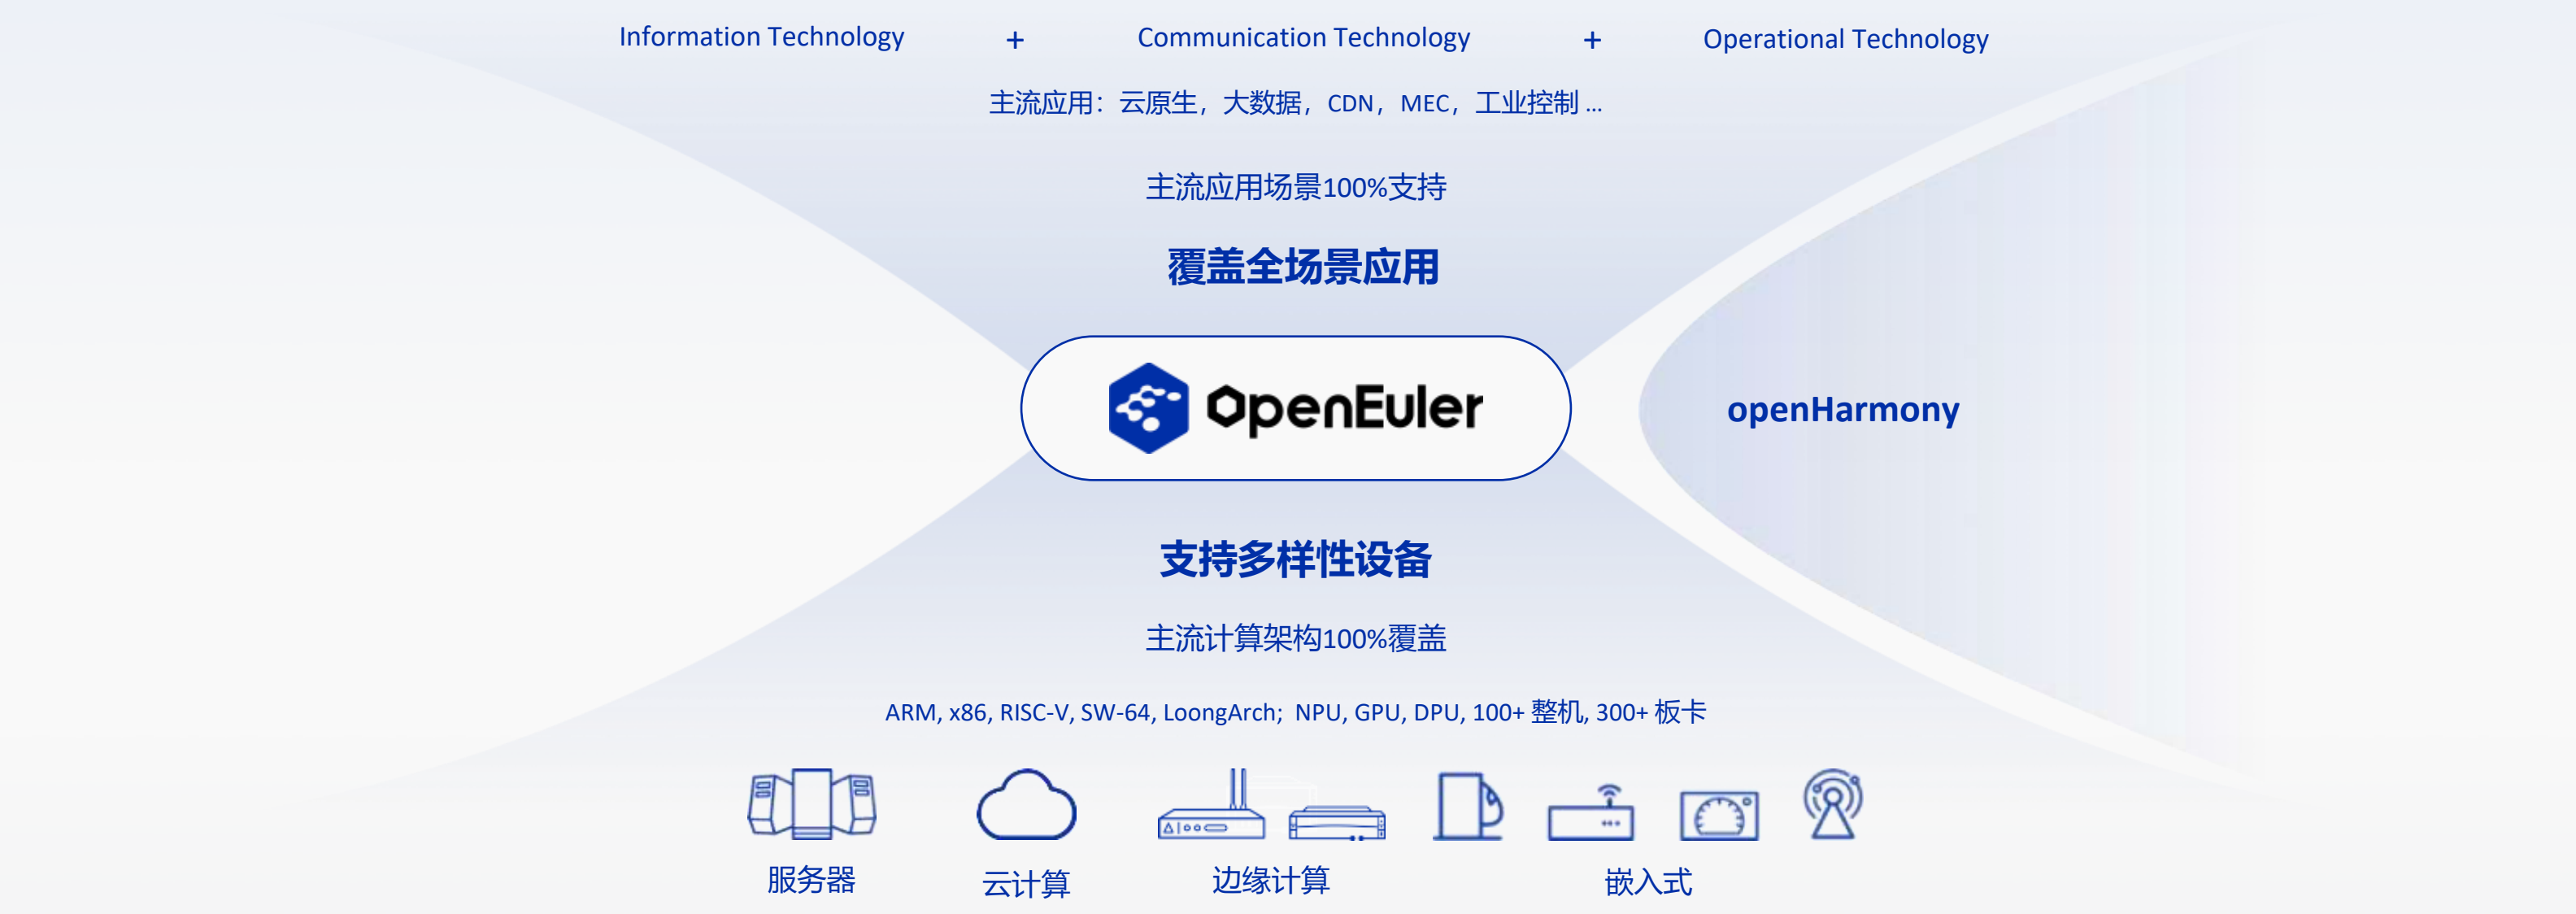 Information Technology + Communication Technology + Operational Technology
主流应用：云原生，大数据，CDN，MEC，工业控制 ...
主流应用场景100%支持
覆盖全场景应用
OpenEuler
openHarmony
支持多样性设备
主流计算架构100%覆盖
ARM, x86, RISC-V, SW-64, LoongArch; NPU, GPU, DPU, 100+ 整机, 300+ 板卡
服务器 云计算 边缘计算 嵌入式